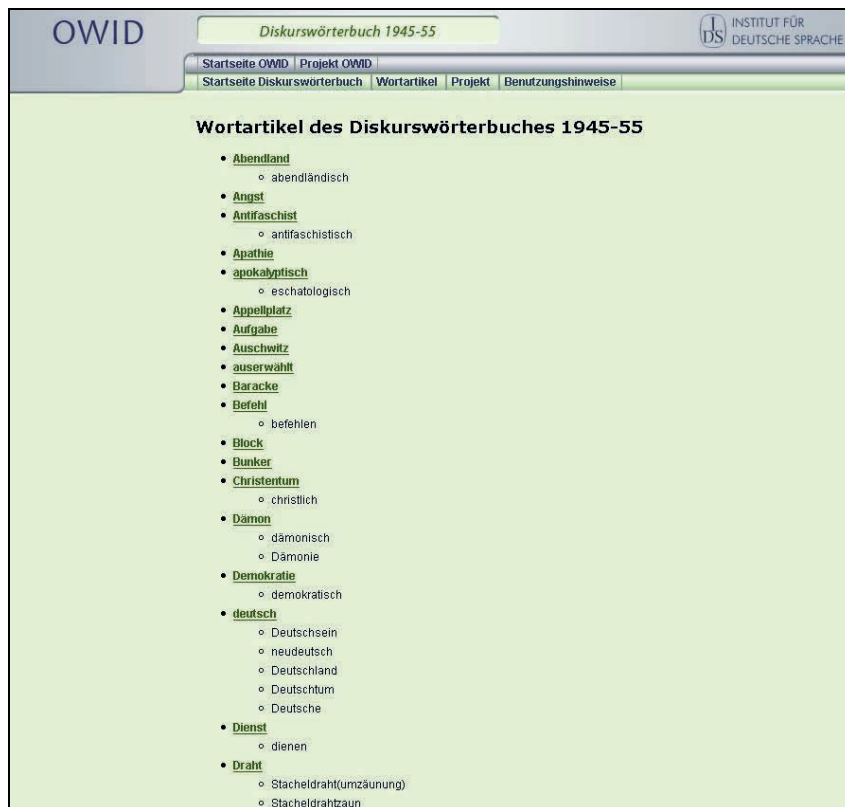 OWID
Diskurswörterbuch 1945-55
IDS
INSTITUT FÜR
DEUTSCHE SPRACHE
Startseite OWID | Projekt OWID
Startseite Diskurswörterbuch | Wortartikel | Projekt | Benutzungshinweise
Wortartikel des Diskurswörterbuches 1945-55
Abendland
abendländisch
Angst
Antifaschist
antifaschistisch
Apathie
apokalyptisch
eschatologisch
Appellplatz
Aufgabe
Auschwitz
auserwählt
Baracke
Befehl
befehlen
Block
Bunker
Christentum
christlich
Dämon
dämonisch
Dämonie
Demokratie
demokratisch
deutsch
Deutschsein
neudeutsch
Deutschland
Deutschtum
Deutsche
Dienst
dienen
Draht
Stacheldraht(umzäunung)
Stacheldrahtzaun